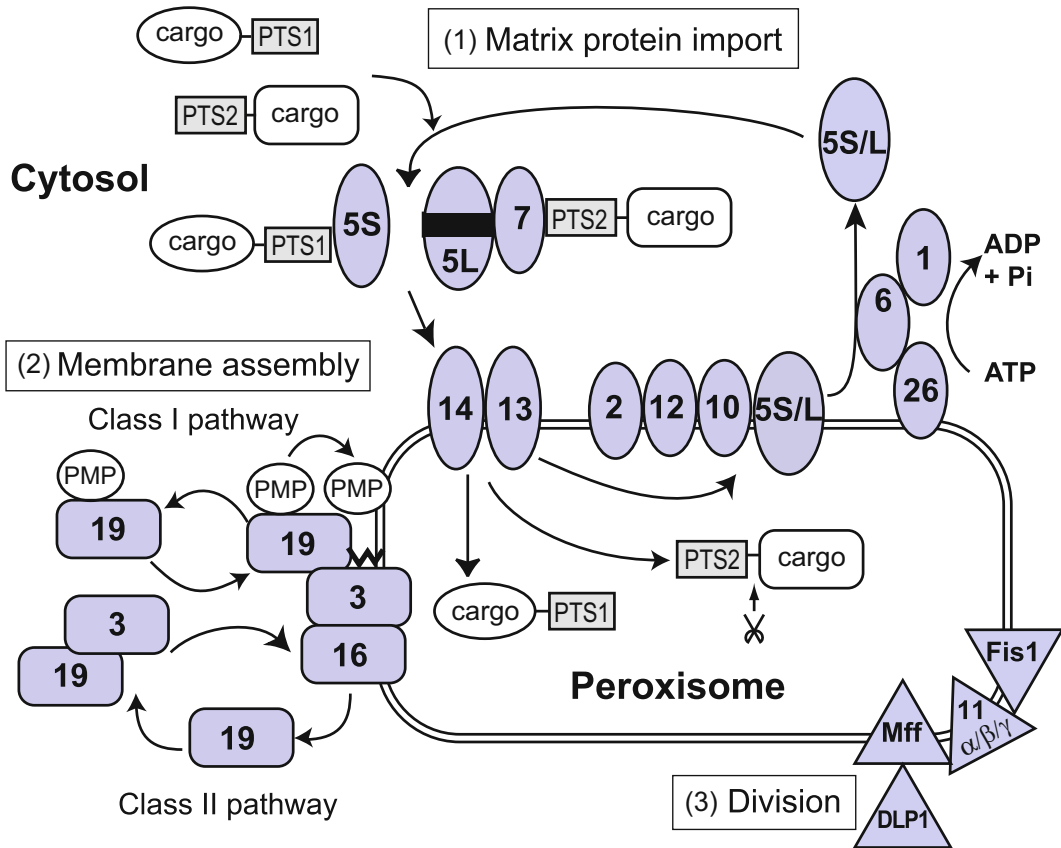 cargo
PTS1
(1) Matrix protein import
PTS2
cargo
5S/L
Cytosol
cargo
PTS1
5S
5L
7
PTS2
cargo
1
ADP
+ Pi
6
ATP
26
(2) Membrane assembly
Class I pathway
14
13
2
12
10
5S/L
PMP
19
PMP
19
PMP
3
16
3
19
19
Class II pathway
PTS2
cargo
cargo
PTS1
Peroxisome
Fis1
11
α/β/γ
Mff
DLP1
(3) Division